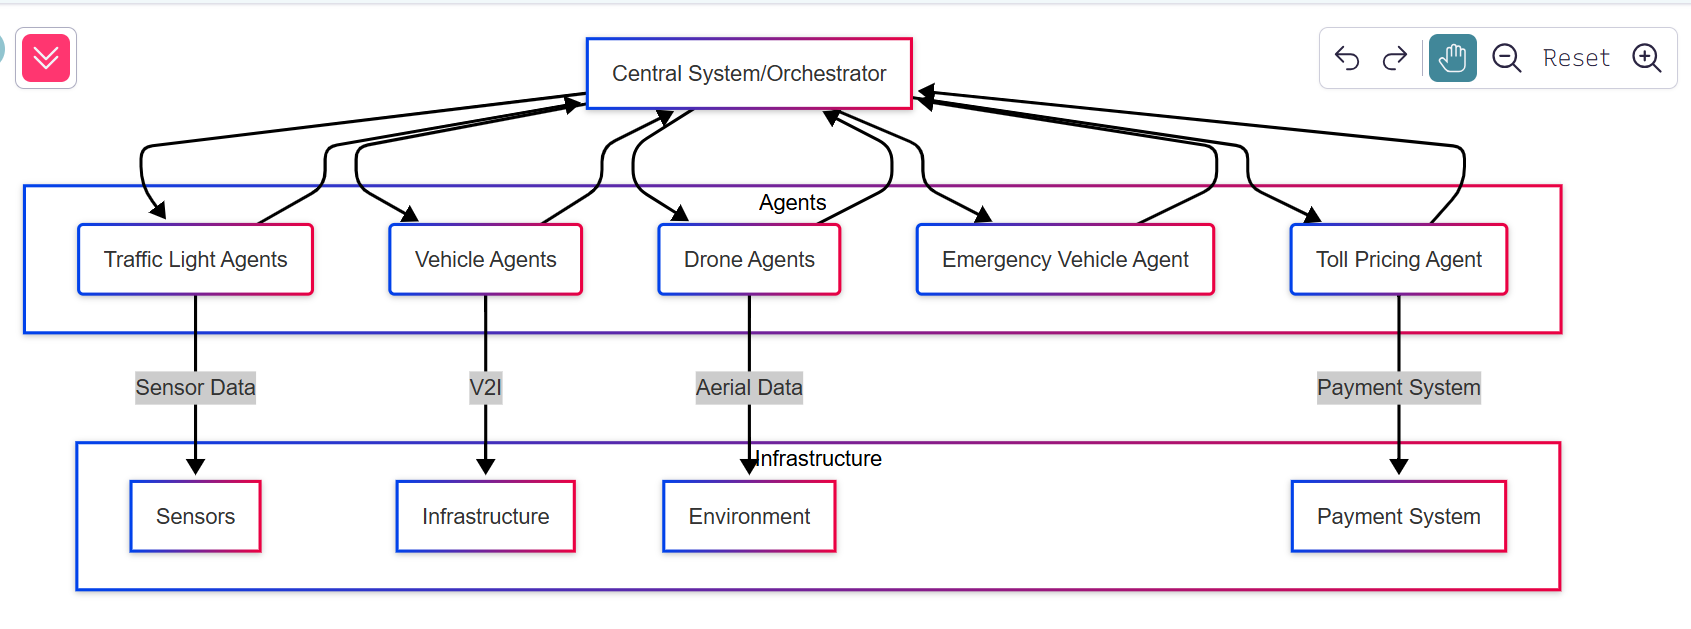 Central System/Orchestrator
Reset
Agents
Traffic Light Agents
Vehicle Agents
Drone Agents
Emergency Vehicle Agent
Toll Pricing Agent
Sensor Data
V2I
Aerial Data
Payment System
Infrastructure
Sensors
Infrastructure
Environment
Payment System